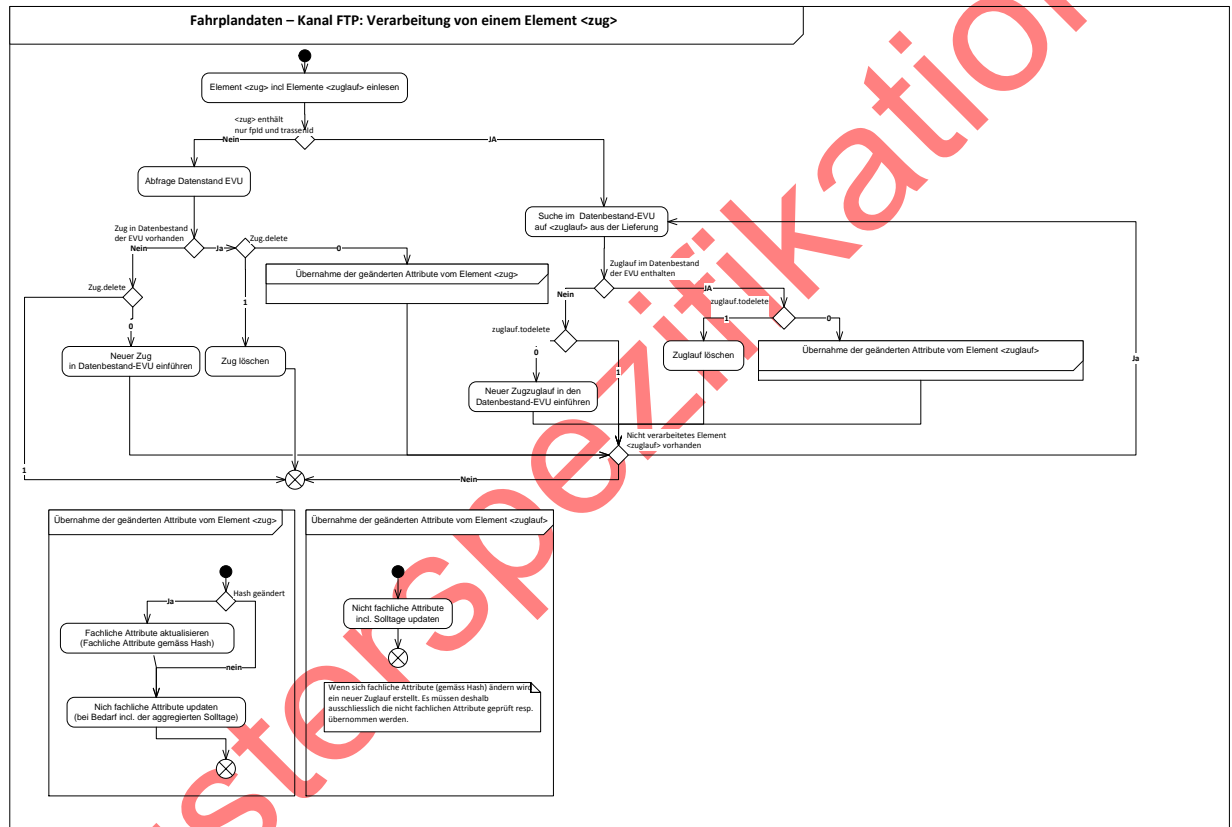 Fahrplandaten – Kanal FTP: Verarbeitung von einem Element <zug>
Element <zug> incl Elemente <zuglauf> einlesen
<zug> enthält
nur fpId und trassenId
Nein
JA
Abfrage Datenstand EVU
Suche im Datenbestand-EVU
auf <zuglauf> aus der Lieferung
Zug in Datenbestand
der EVU vorhanden
Nein
Ja
Zug.delete
0
Übernahme der geänderten Attribute vom Element <zug>
Zuglauf im Datenbestand
der EVU enthalten
Nein
JA
Zug.delete
1
0
zuglauf.todelete
1
0
zuglauf.todelete
0
1
Neuer Zug
in Datenbestand-EVU einführen
Zug löschen
Zuglauf löschen
Übernahme der geänderten Attribute vom Element <zuglauf>
Ja
Neuer Zugzuglauf in den
Datenbestand-EVU einführen
Nicht verarbeitetes Element
<zuglauf> vorhanden
1
Nein
Übernahme der geänderten Attribute vom Element <zug>
Hash geändert
Ja
Fachliche Attribute aktualisieren
(Fachliche Attribute gemäss Hash)
nein
Nich fachliche Attribute updaten
(bei Bedarf incl. der aggregierten Solltage)
Übernahme der geänderten Attribute vom Element <zuglauf>
Nicht fachliche Attribute
incl. Solltage updaten
Wenn sich fachliche Attribute (gemäss Hash) ändern wird
ein neuer Zuglauf erstellt. Es müssen deshalb
ausschliesslich die nicht fachlichen Attribute geprüft resp.
übernommen werden.
sterspezifikation